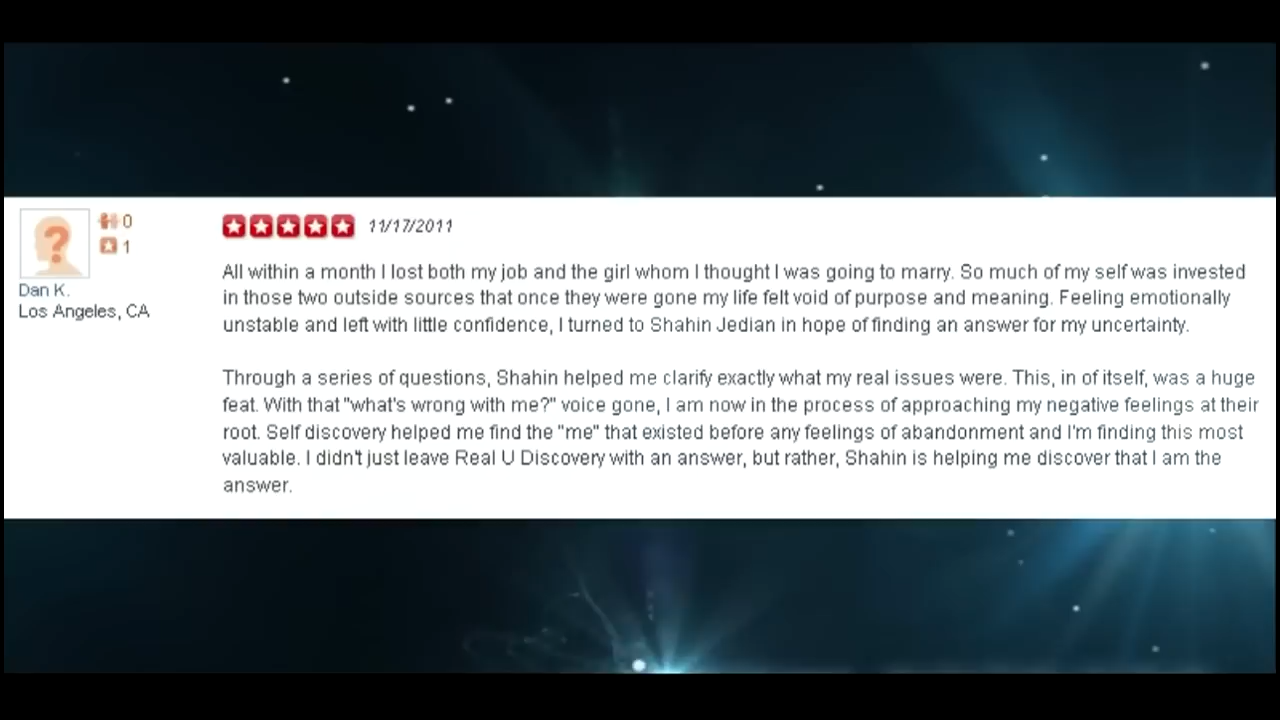 0
1
Dan K.
Los Angeles, CA
11/17/2011
All within a month I lost both my job and the girl whom I thought I was going to marry. So much of my self was invested
in those two outside sources that once they were gone my life felt void of purpose and meaning. Feeling emotionally
unstable and left with little confidence, I turned to Shahin Jedian in hope of finding an answer for my uncertainty.
Through a series of questions, Shahin helped me clarify exactly what my real issues were. This, in of itself, was a huge
feat. With that "what's wrong with me?" voice gone, I am now in the process of approaching my negative feelings at their
root. Self discovery helped me find the "me" that existed before any feelings of abandonment and I'm finding this most
valuable. I didn't just leave Real U Discovery with an answer, but rather, Shahin is helping me discover that I am the
answer.